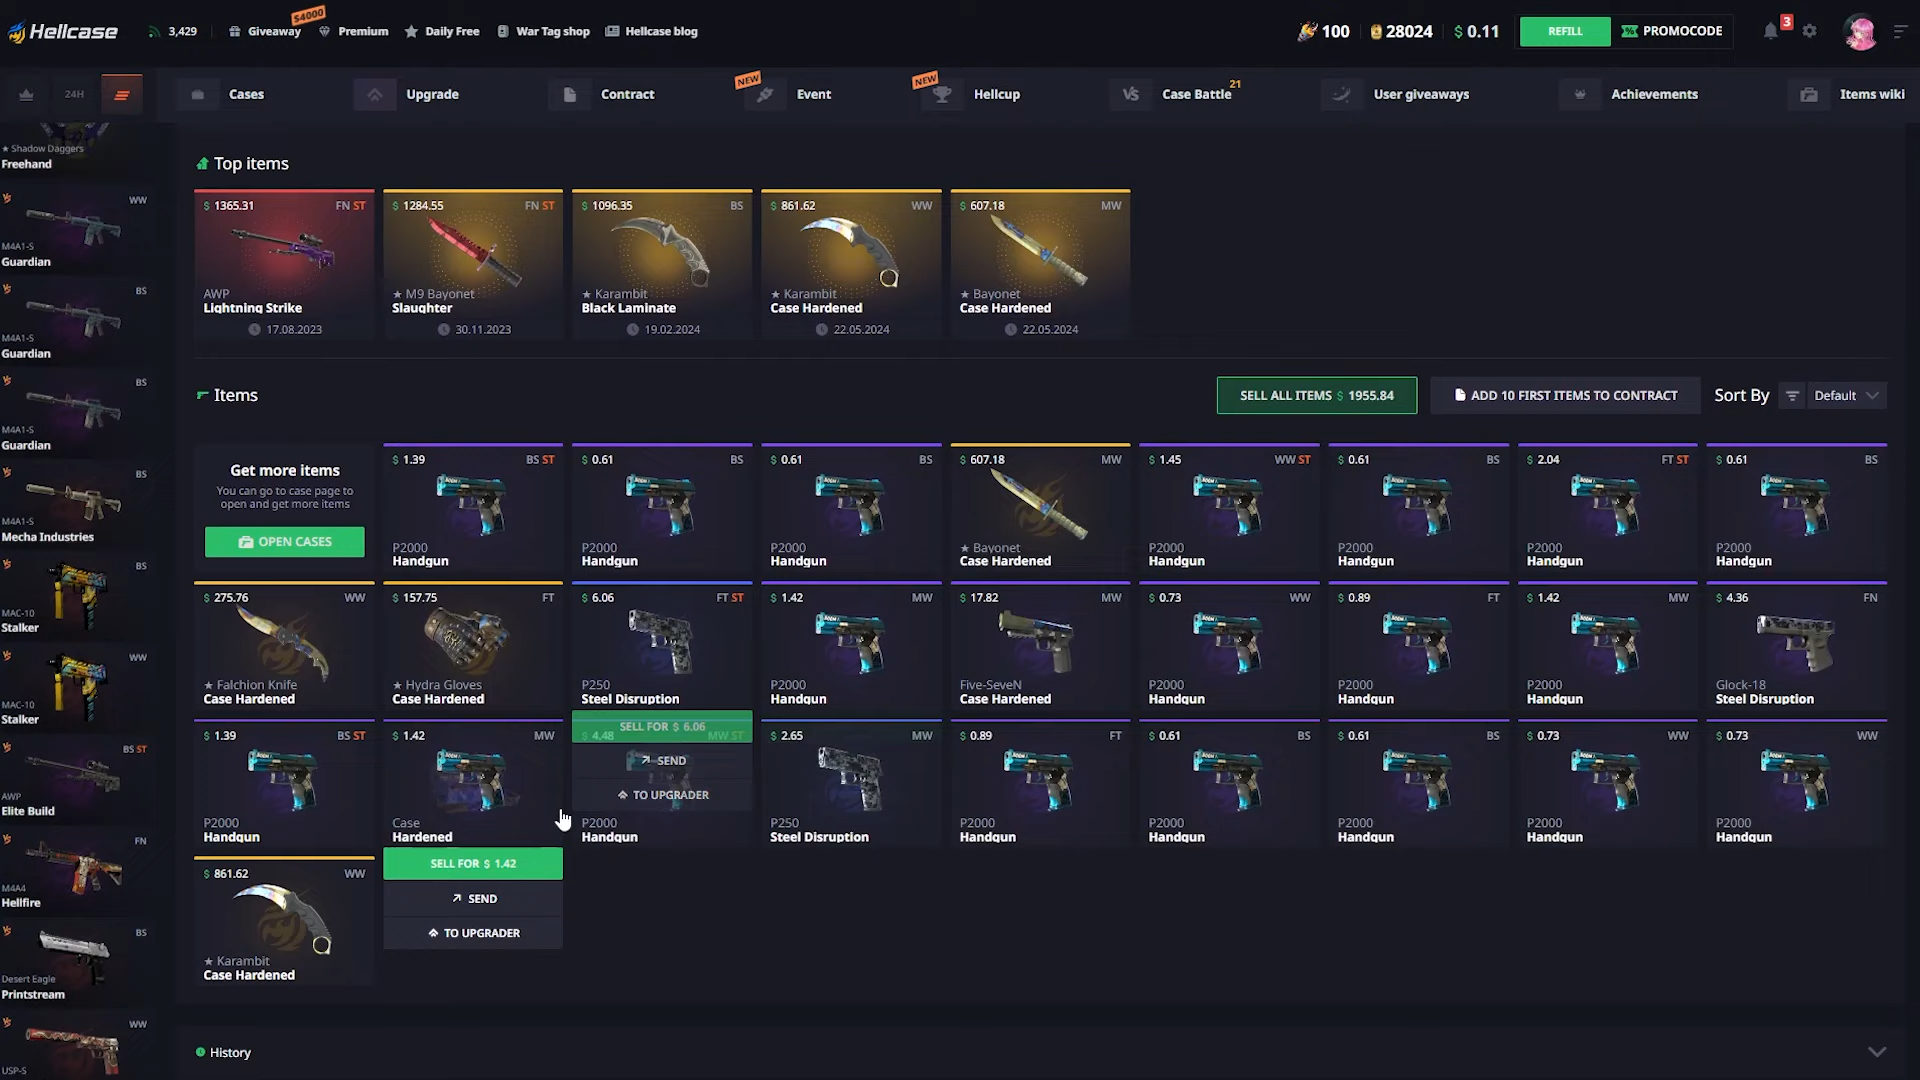 Hellcase
3,429
Giveaway
$4000
Premium
Daily Free
War Tag shop
Hellcase blog
100
28024
$ 0.11
REFILL
PROMOCODE
3
24H
Cases
Upgrade
Contract
NEW
Event
NEW
Hellcup
VS
Case Battle 21
User giveaways
Achievements
Items wiki
★ Shadow Daggers
Freehand
WW
M4A1-S
Guardian
BS
M4A1-S
Guardian
BS
M4A1-S
Guardian
BS
M4A1-S
Mecha Industries
BS
MAC-10
Stalker
WW
MAC-10
Stalker
BS ST
AWP
Elite Build
FN
M4A4
Hellfire
BS
Desert Eagle
Printstream
WW
USP-S
Top items
$ 1365.31 FN ST
AWP
Lightning Strike
17.08.2023
$ 1284.55 FN ST
★ M9 Bayonet
Slaughter
30.11.2023
$ 1096.35 BS
★ Karambit
Black Laminate
19.02.2024
$ 861.62 WW
★ Karambit
Case Hardened
22.05.2024
$ 607.18 MW
★ Bayonet
Case Hardened
22.05.2024
Items
SELL ALL ITEMS $ 1955.84
ADD 10 FIRST ITEMS TO CONTRACT
Sort By
Default
Get more items
You can go to case page to
open and get more items
OPEN CASES
$ 1.39 BS ST
P2000
Handgun
$ 0.61 BS
P2000
Handgun
$ 0.61 BS
P2000
Handgun
$ 607.18 MW
★ Bayonet
Case Hardened
$ 1.45 WW ST
P2000
Handgun
$ 0.61 BS
P2000
Handgun
$ 2.04 FT ST
P2000
Handgun
$ 0.61 BS
P2000
Handgun
$ 275.76 WW
★ Falchion Knife
Case Hardened
$ 157.75 FT
★ Hydra Gloves
Case Hardened
$ 6.06 FT ST
P250
Steel Disruption
$ 1.42 MW
P2000
Handgun
$ 17.82 MW
Five-SeveN
Case Hardened
$ 0.73 WW
P2000
Handgun
$ 0.89 FT
P2000
Handgun
$ 1.42 MW
P2000
Handgun
$ 4.36 FN
Glock-18
Steel Disruption
$ 1.39 BS ST
P2000
Handgun
$ 1.42 MW
Case
Hardened
SELL FOR $ 1.42
SEND
TO UPGRADER
SELL FOR $ 6.06
$ 4.48 MW ST
SEND
TO UPGRADER
P2000
Handgun
$ 2.65 MW
P250
Steel Disruption
$ 0.89 FT
P2000
Handgun
$ 0.61 BS
P2000
Handgun
$ 0.61 BS
P2000
Handgun
$ 0.73 WW
P2000
Handgun
$ 0.73 WW
P2000
Handgun
$ 861.62 WW
★ Karambit
Case Hardened
History